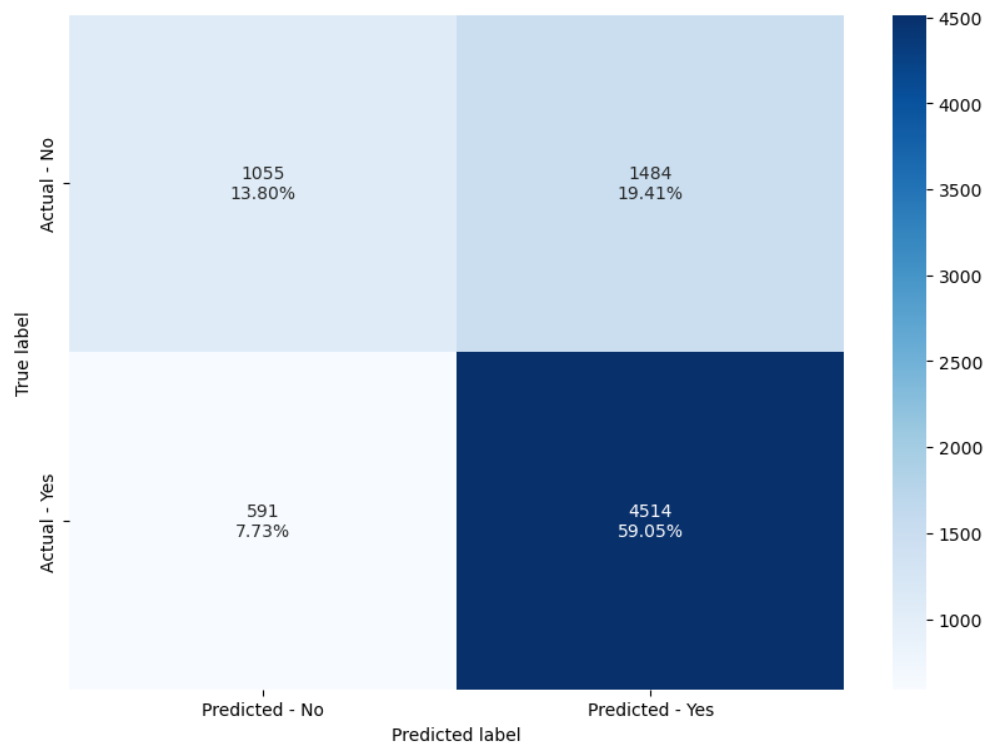 1055
13.80%
1484
19.41%
591
7.73%
4514
59.05%
Actual - No
Actual - Yes
True label
Predicted - No
Predicted - Yes
Predicted label
4500
4000
3500
3000
2500
2000
1500
1000